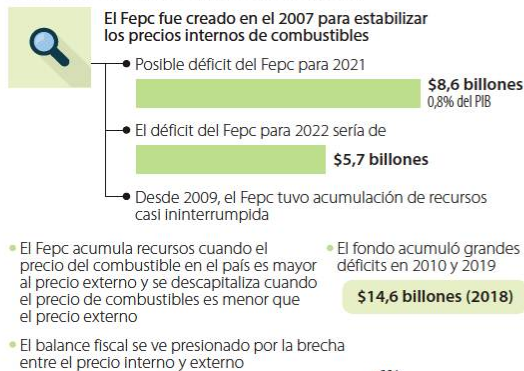 El Fepc fue creado en el 2007 para estabilizar
los precios internos de combustibles
Posible déficit del Fepc para 2021
$8,6 billones
0,8% del PIB
El déficit del Fepc para 2022 sería de
$5,7 billones
Desde 2009, el Fepc tuvo acumulación de recursos
casi ininterrumpida
El Fepc acumula recursos cuando el
precio del combustible en el país es mayor
al precio externo y se descapitaliza cuando
el precio de combustibles es menor que
el precio externo
El fondo acumuló grandes
déficits en 2010 y 2019
$14,6 billones (2018)
El balance fiscal se ve presionado por la brecha
entre el precio interno y externo